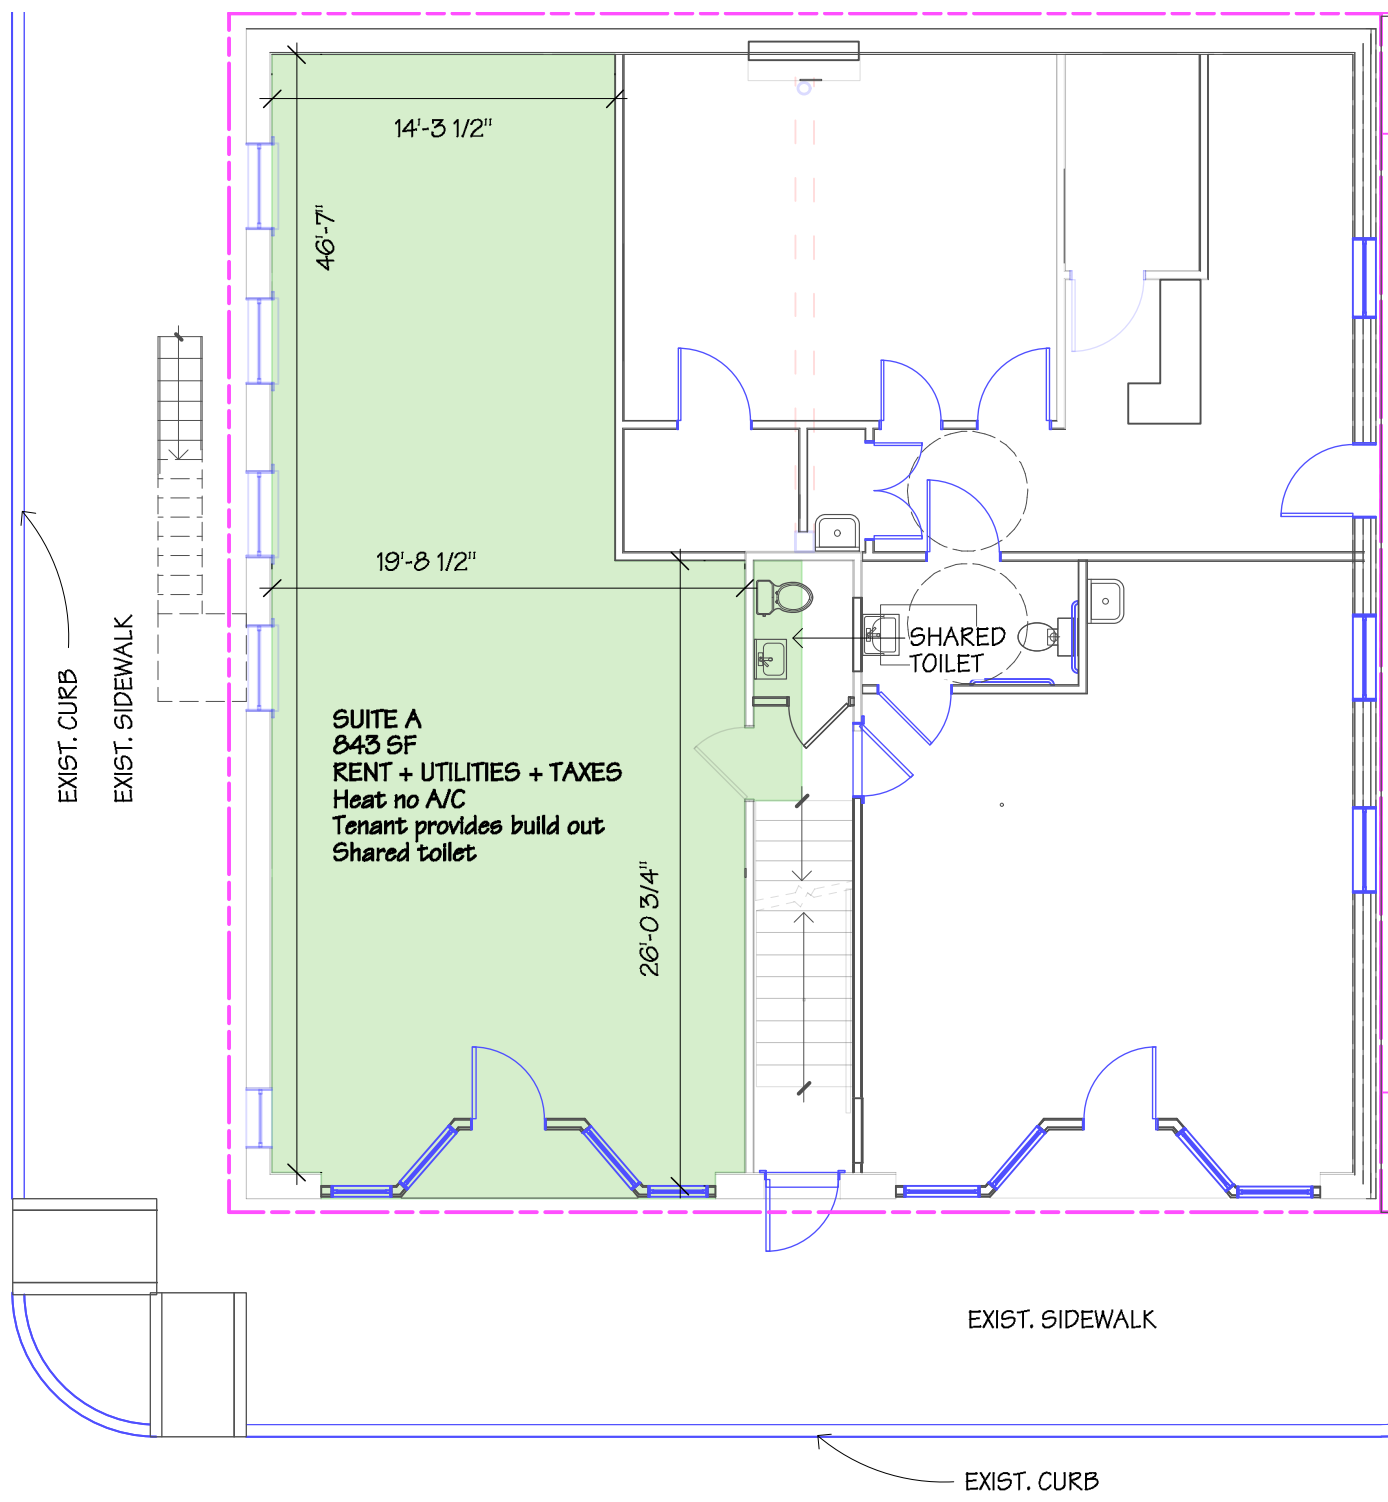 14'-3 1/2"
46'-7"
19'-8 1/2"
SHARED
TOILET
EXIST. CURB
EXIST. SIDEWALK
SUITE A
843 SF
RENT + UTILITIES + TAXES
Heat no A/C
Tenant provides build out
Shared toilet
26'-0 3/4"
EXIST. SIDEWALK
EXIST. CURB